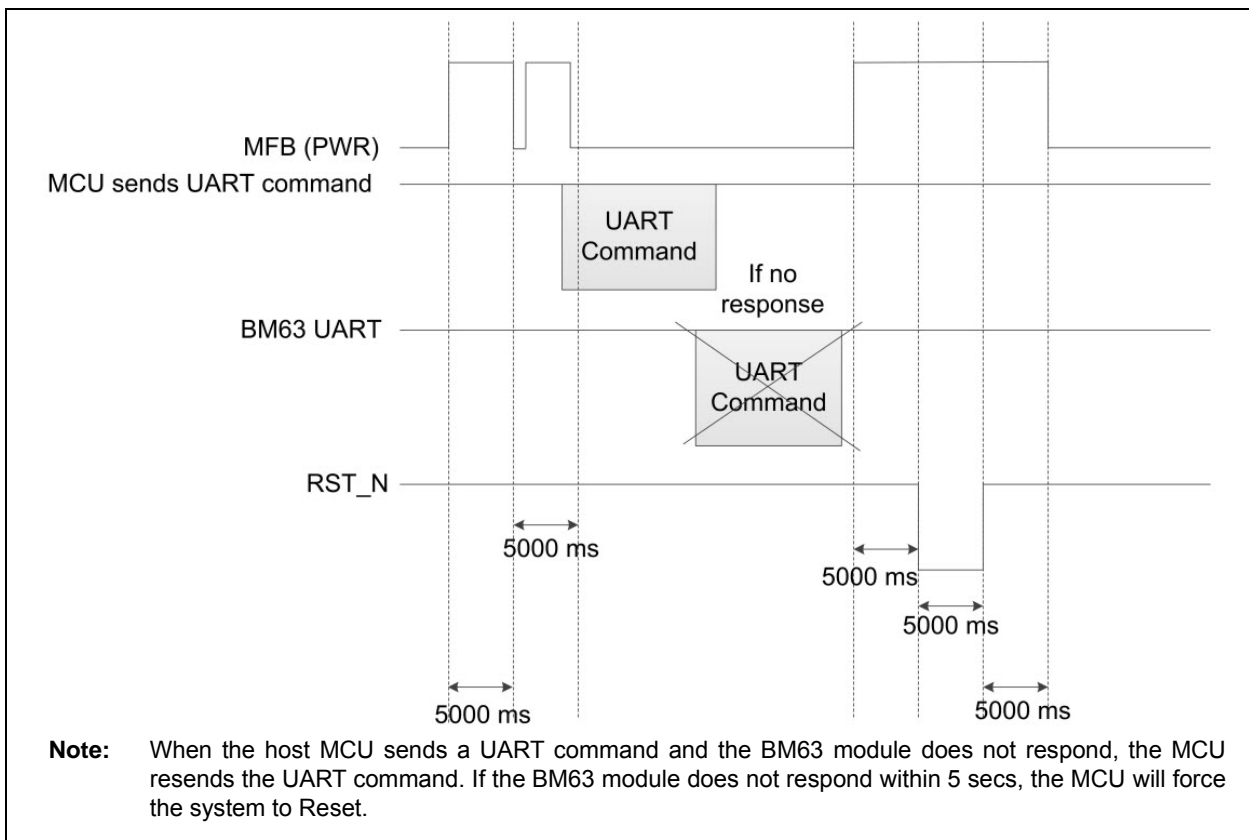 MFB (PWR)
MCU sends UART command
UART
Command
If no
response
BM63 UART
UART
Command
RST_N
5000 ms
5000 ms
5000 ms
5000 ms
5000 ms
Note: When the host MCU sends a UART command and the BM63 module does not respond, the MCU
resends the UART command. If the BM63 module does not respond within 5 secs, the MCU will force
the system to Reset.